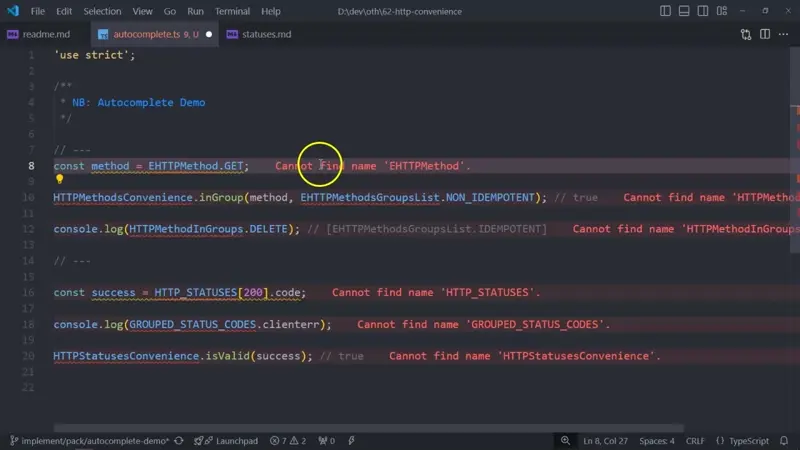 File Edit Selection View Go Run Terminal Help D:\dev\oth\62-http-convenience
readme.md autocomplete.ts 9, U statuses.md
1 'use strict';
2
3 /**
4 * NB: Autocomplete Demo
5 */
6
7 // ---
8 const method = EHTTPMethod.GET; Cannot find name 'EHTTPMethod'.
9
10 HTTPMethodsConvenience.inGroup(method, EHTTPMethodsGroupsList.NON_IDEMPOTENT); // true Cannot find name 'HTTPMethods
11
12 console.log(HTTPMethodInGroups.DELETE); // [EHTTPMethodsGroupsList.IDEMPOTENT] Cannot find name 'HTTPMethodInGroups
13
14 // ---
15
16 const success = HTTP_STATUSES[200].code; Cannot find name 'HTTP_STATUSES'.
17
18 console.log(GROUPED_STATUS_CODES.clienterr); Cannot find name 'GROUPED_STATUS_CODES'.
19
20 HTTPStatusesConvenience.isValid(success); // true Cannot find name 'HTTPStatusesConvenience'.
21
22
implement/pack/autocomplete-demo* Launchpad 7 2 0 Ln 8, Col 27 Spaces: 4 CRLF {} TypeScript